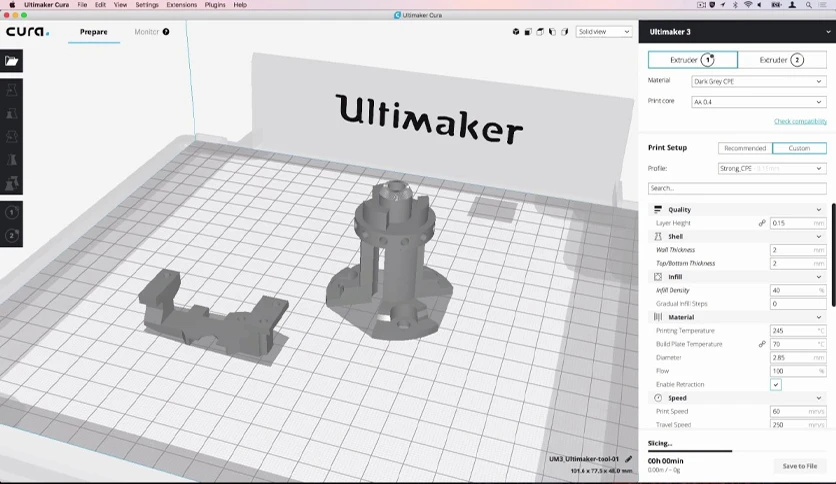 Ultimaker Cura File Edit View Settings Extensions Plugins Help
Ultimaker Cura
cura.
Prepare
Monitor
Solid view
Ultimaker 3
Ultimaker
Extruder 1
Extruder 2
Material Dark Grey CPE
Print core AA 0.4
Check compatibility
Print Setup Recommended Custom
Profile: Strong CPE 0.15mm
Search...
Quality
Layer Height 0.15 mm
Shell
Wall Thickness 2 mm
Top/Bottom Thickness 2 mm
Infill
Infill Density 40 %
Gradual Infill Steps 0
Material
Printing Temperature 245 °C
Build Plate Temperature 70 °C
Diameter 2.85 mm
Flow 100 %
Enable Retraction
Speed
Print Speed 60 mm/s
Travel Speed 250 mm/s
1
2
UM3_Ultimaker-tool-01
101.6 x 77.5 x 48.0 mm
Slicing...
00h 00min
0.00m / ~ 0g
Save to File